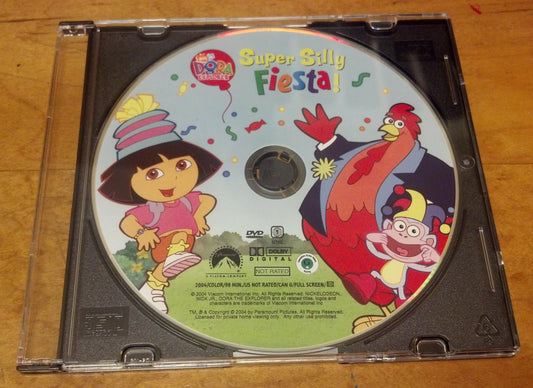 DORA
Super Silly
Fiesta!
DVD
1
DOLBY
DIGITAL
A VIACOM COMPANY
NOT RATED
2004/COLOR/98 MIN./US NOT RATED/CAN G/FULL SCREEN/
© 2004 Viacom International Inc. All Rights Reserved. NICKELODEON,
NICK JR., DORA THE EXPLORER and all related titles, logos and
characters are trademarks of Viacom International Inc.
TM, ® & Copyright © 2004 by Paramount Pictures. All Rights Reserved.
Licensed for private home viewing only. Any other use prohibited.